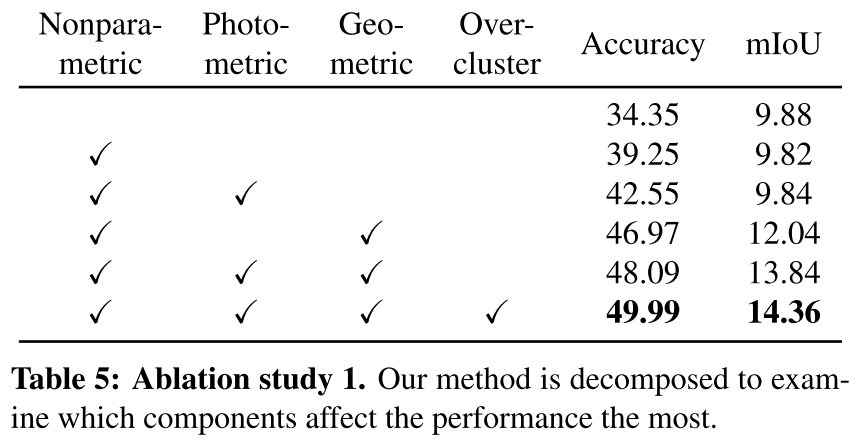 Nonpara- Photo- Geo- Over-
metric metric metric cluster Accuracy mIoU
34.35 9.88
✓ 39.25 9.82
✓ ✓ 42.55 9.84
✓ ✓ 46.97 12.04
✓ ✓ ✓ 48.09 13.84
✓ ✓ ✓ ✓ 49.99 14.36
Table 5: Ablation study 1. Our method is decomposed to exam-
ine which components affect the performance the most.